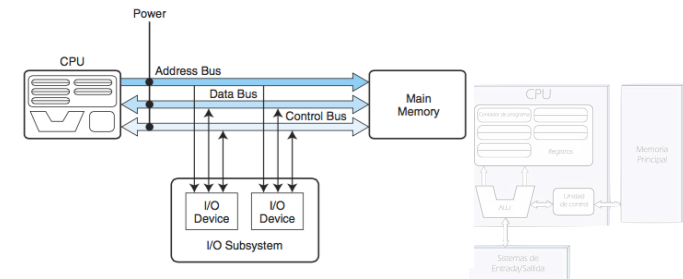 Power
CPU
Address Bus
Data Bus
Control Bus
Main
Memory
I/O
Device
I/O
Device
I/O Subsystem
CPU
Contador de programa
Registros
ALU
Unidad
de control
Memoria
Principal
Sistemas de
Entrada/Sallida